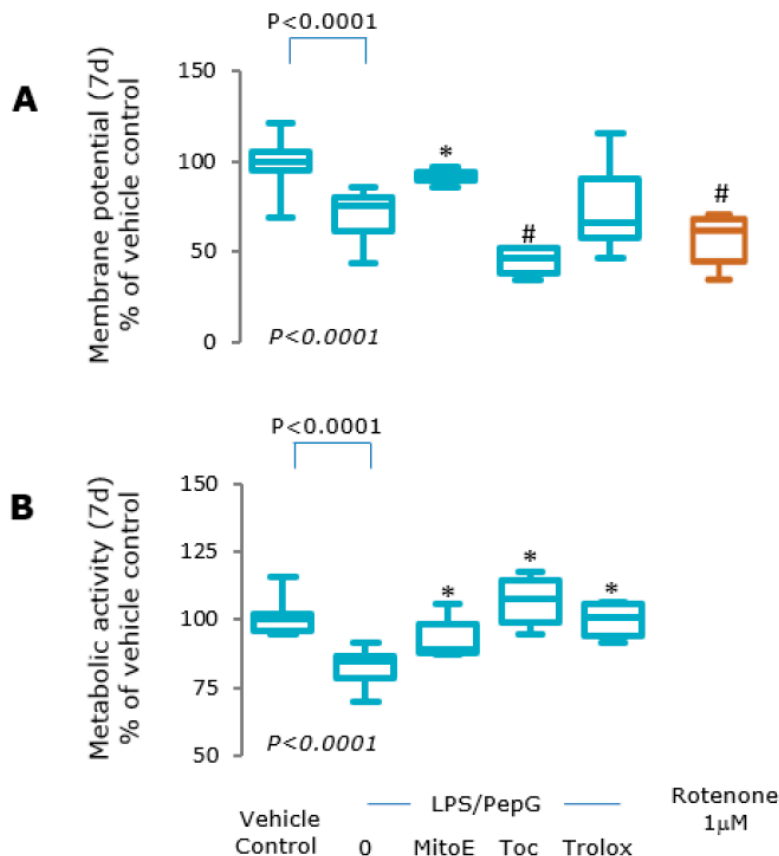 P<0.0001
A
Membrane potential (7d)
% of vehicle control
150
100
50
0
*
#
#
P<0.0001
P<0.0001
B
Metabolic activity (7d)
% of vehicle control
150
125
100
75
50
*
*
*
P<0.0001
Vehicle
Control
LPS/PepG
0
MitoE
Toc
Trolox
Rotenone
1µM